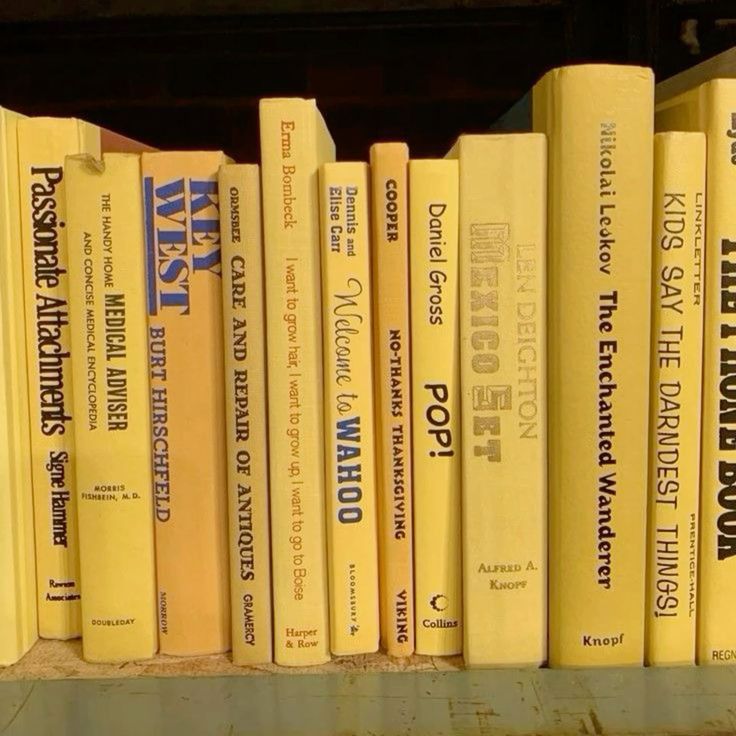 Passionate Attachments
Signe Hammer
Rawson
Associates
THE HANDY HOME MEDICAL ADVISER
AND CONCISE MEDICAL ENCYCLOPEDIA
MORRIS
FISHBEIN, M. D.
DOUBLEDAY
KEY
WEST
BURT HIRSCHFELD
MORROW
ORMSBEE CARE AND REPAIR OF ANTIQUES GRAMERCY
Erma Bombeck
I want to grow hair, I want to grow up, I want to go to Boise
Harper
& Row
Dennis and
Elise Carr
Welcome to WAHOO
BLOOMSBURY
COOPER
NO-THANKS THANKSGIVING
VIKING
Daniel Gross
POP!
Collins
LEN DEIGHTON
MEXICO SET
ALFRED A.
KNOPF
Nikolai Leskov The Enchanted Wanderer
Knopf
LINKLETTER
KIDS SAY THE DARNDEST THINGS!
PRENTICE-HALL
BOOK
REGN